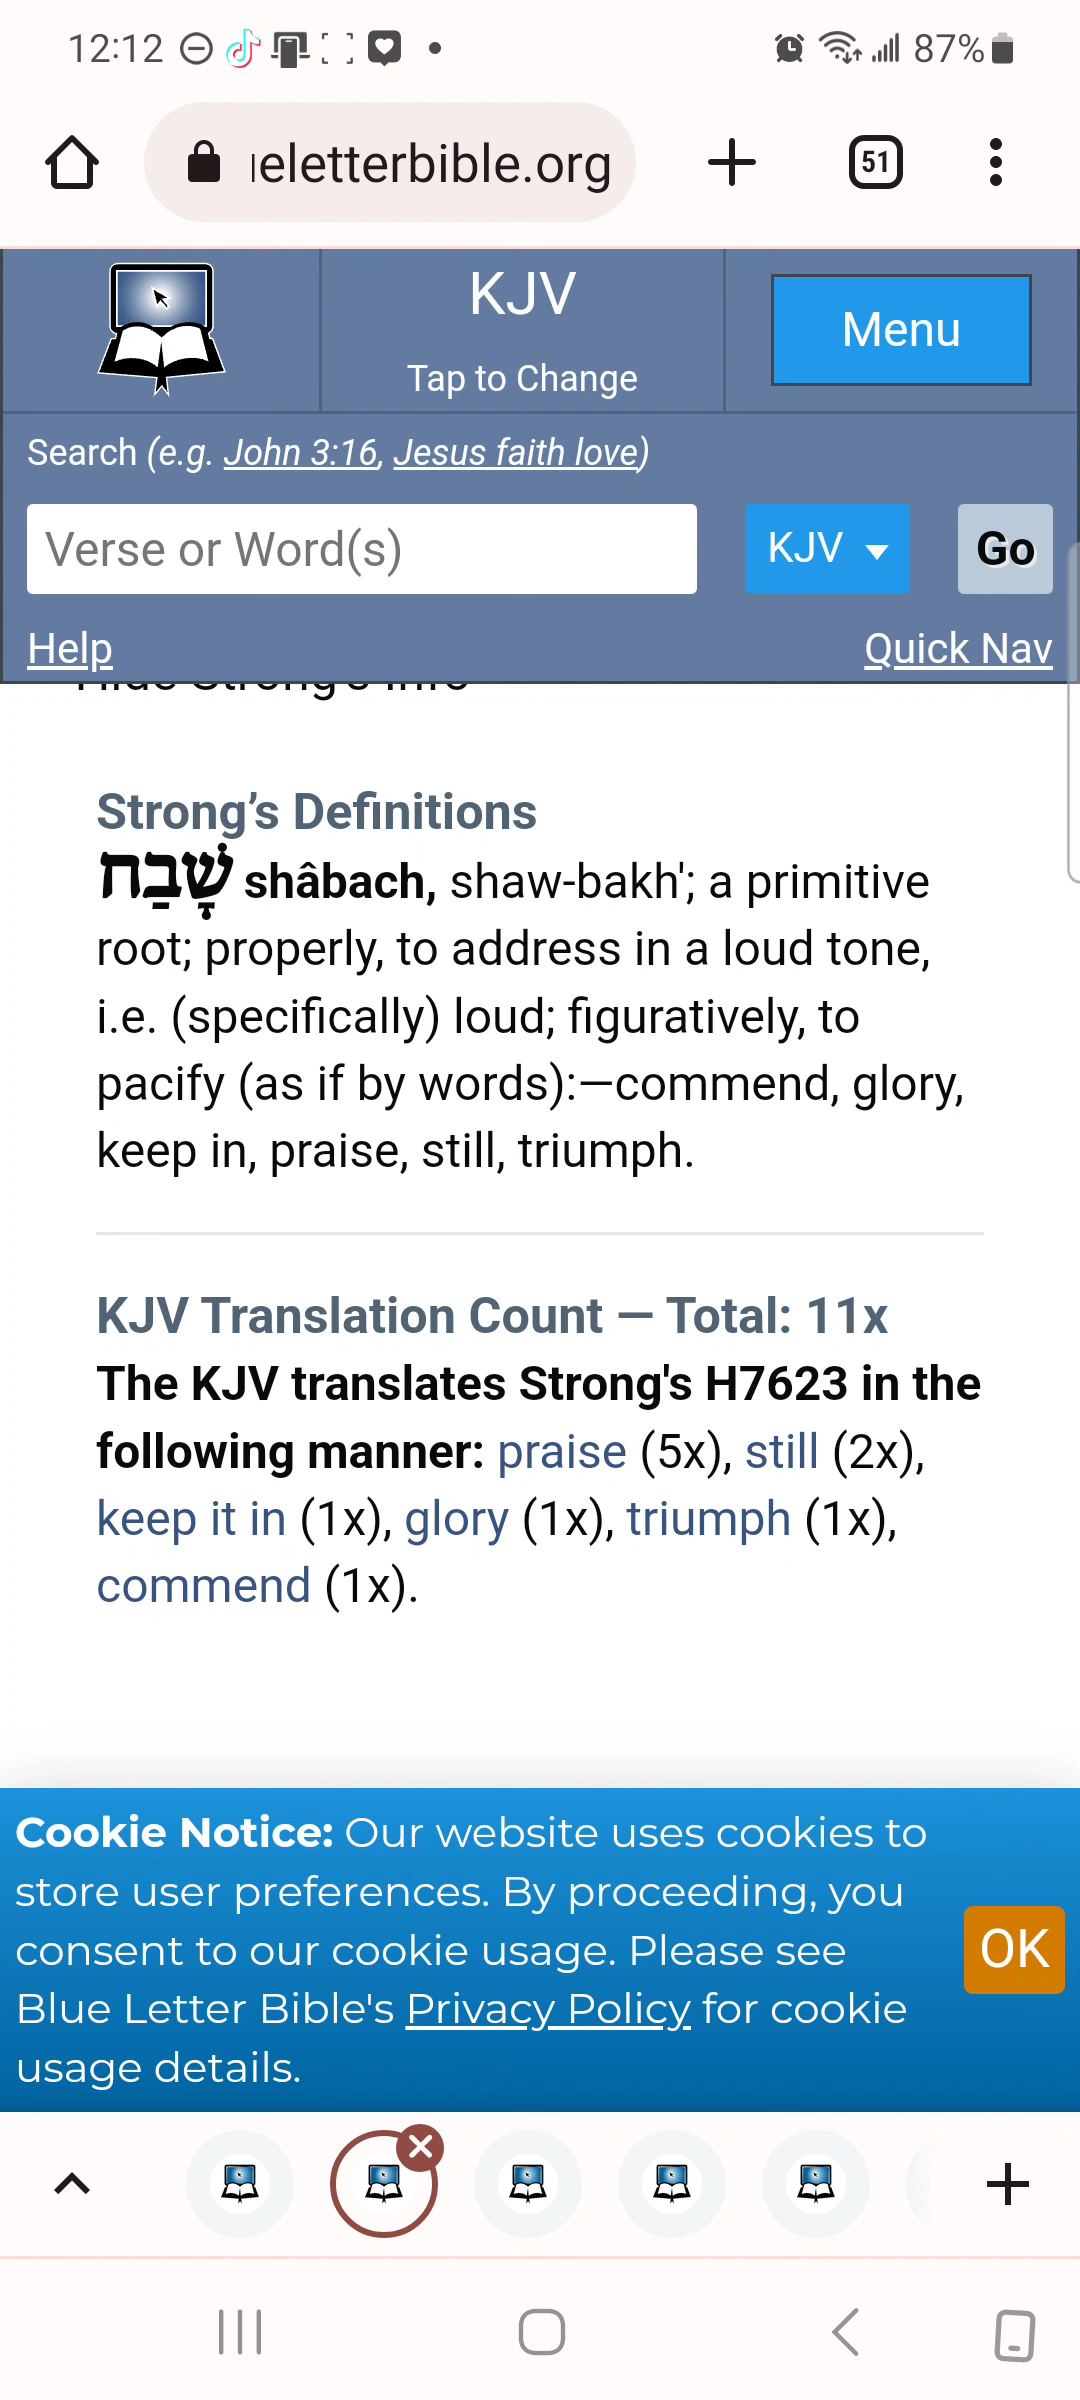 12:12 87%
eletterbible.org 51
KJV
Tap to Change
Menu
Search (e.g. John 3:16, Jesus faith love)
Verse or Word(s) KJV Go
Help Quick Nav
Hide Strong's Info
Strong’s Definitions
שָׁבַח shâbach, shaw-bakh'; a primitive
root; properly, to address in a loud tone,
i.e. (specifically) loud; figuratively, to
pacify (as if by words):—commend, glory,
keep in, praise, still, triumph.
KJV Translation Count — Total: 11x
The KJV translates Strong's H7623 in the
following manner: praise (5x), still (2x),
keep it in (1x), glory (1x), triumph (1x),
commend (1x).
Cookie Notice: Our website uses cookies to
store user preferences. By proceeding, you
consent to our cookie usage. Please see
Blue Letter Bible's Privacy Policy for cookie
usage details.
OK